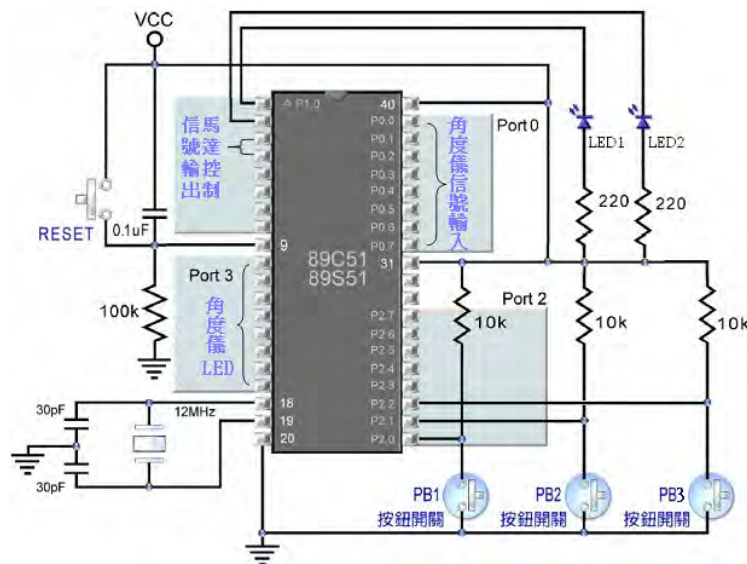 VCC
P1.0
40
P0.0
Port 0
P0.1
P0.2
P0.3
P0.4
P0.5
P0.6
P0.7
馬達控制
信號輸出
角度儀信號輸入
LED1
LED2
220
220
RESET
0.1uF
9
31
89C51
89S51
Port 3
角度儀
LED
100k
Port 2
P2.7
P2.6
P2.5
P2.4
P2.3
P2.2
P2.1
P2.0
10k
10k
10k
30pF
12MHz
18
19
20
30pF
PB1
按鈕開關
PB2
按鈕開關
PB3
按鈕開關